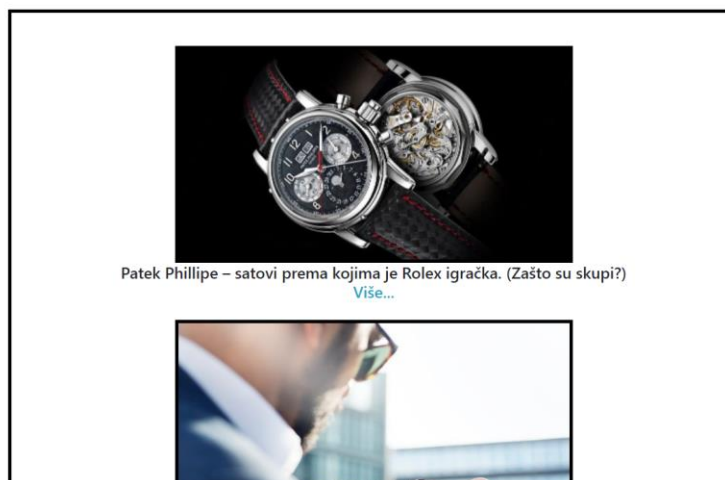 Patek Phillipe – satovi prema kojima je Rolex igračka. (Zašto su skupi?)
Više...